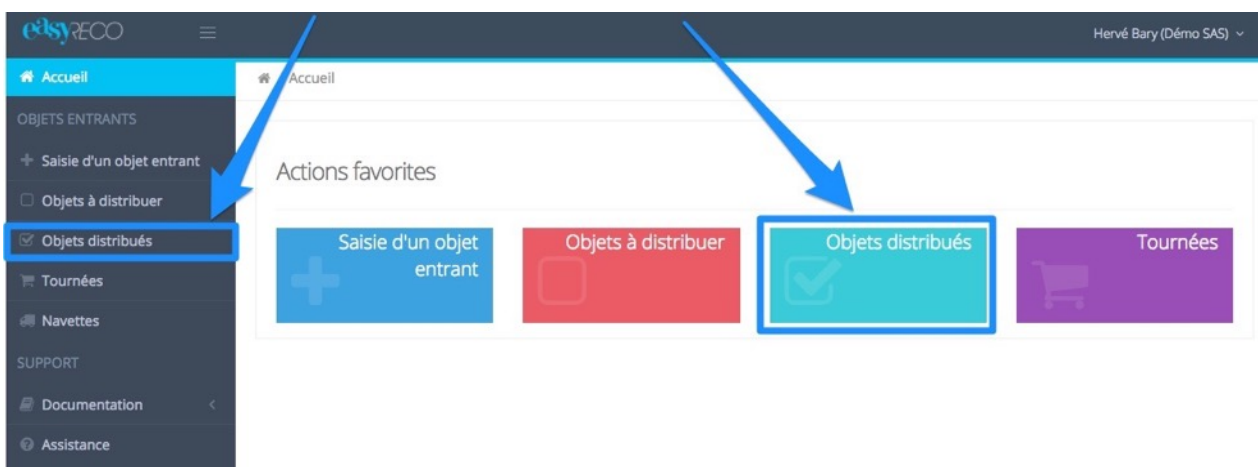 easyRECO
Hervé Bary (Démo SAS)
Accueil
Accueil
OBJETS ENTRANTS
Saisie d'un objet entrant
Objets à distribuer
Objets distribués
Tournées
Navettes
SUPPORT
Documentation
Assistance
Actions favorites
Saisie d'un objet
entrant
Objets à distribuer
Objets distribués
Tournées